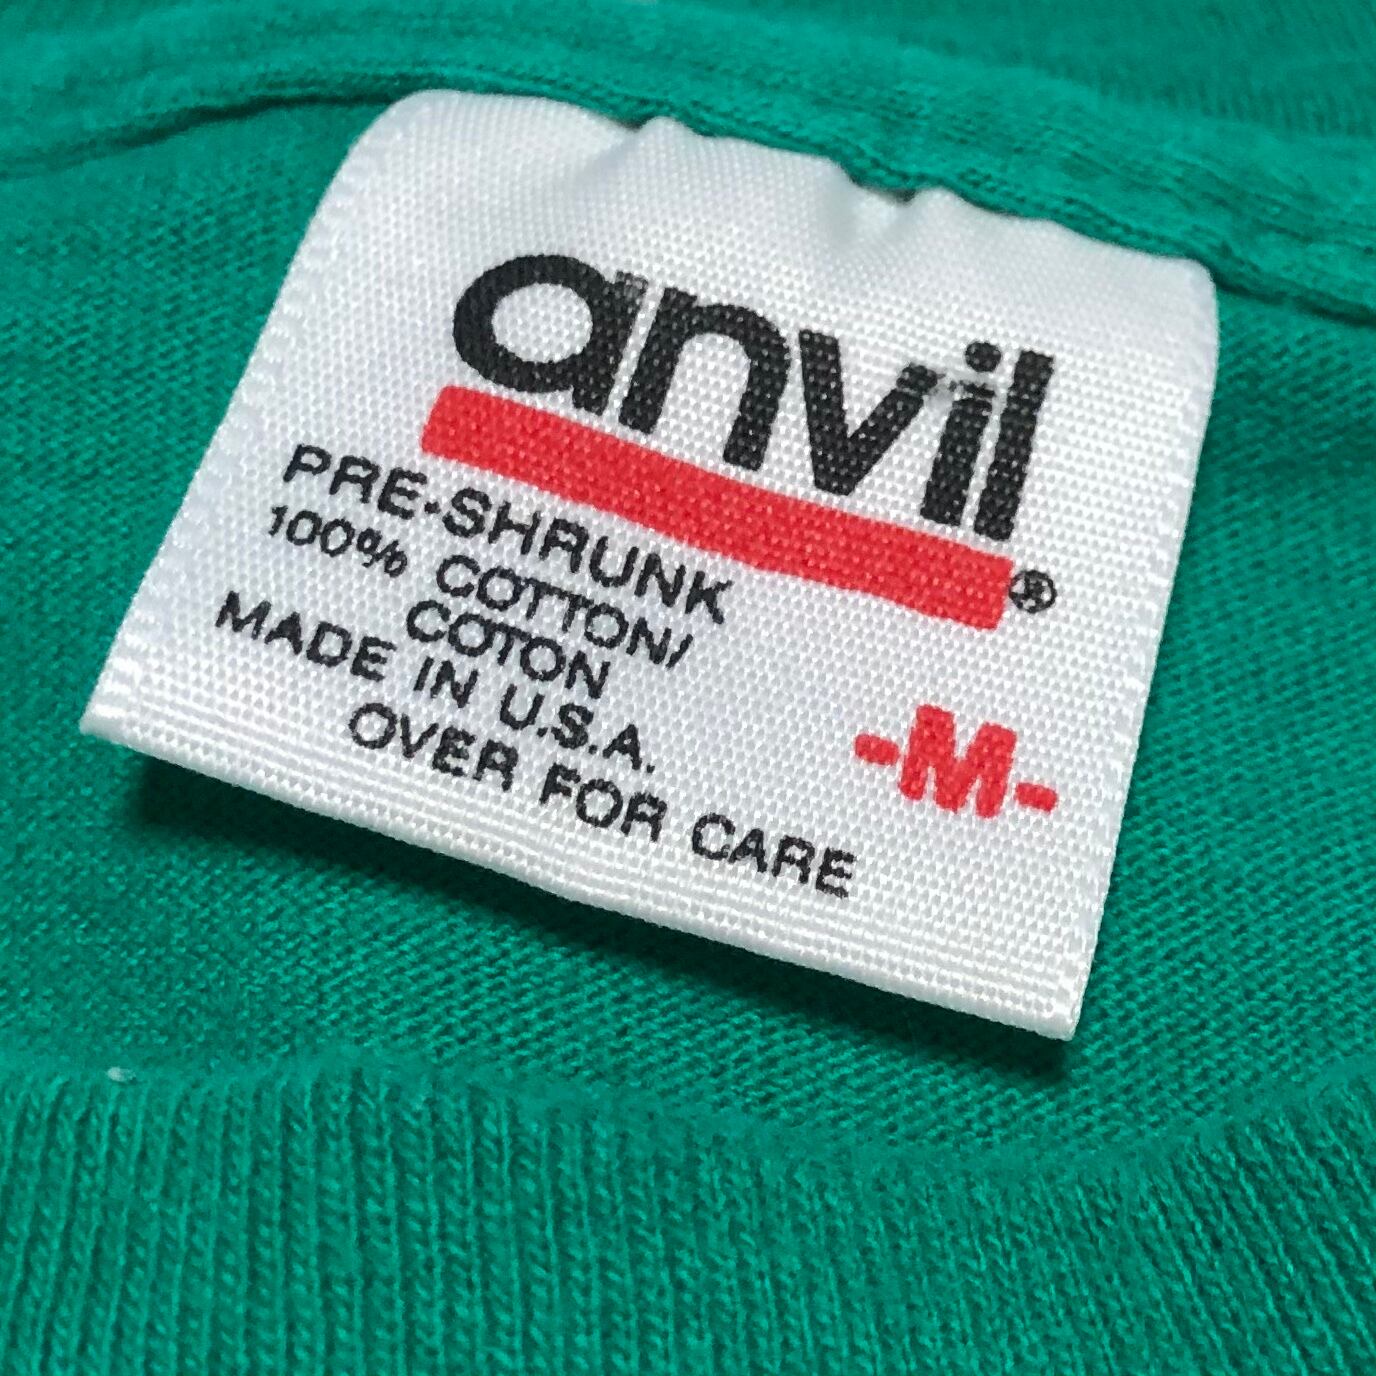 anvil®
PRE-SHRUNK
100% COTTON/
COTON
MADE IN U.S.A.
OVER FOR CARE
-M-